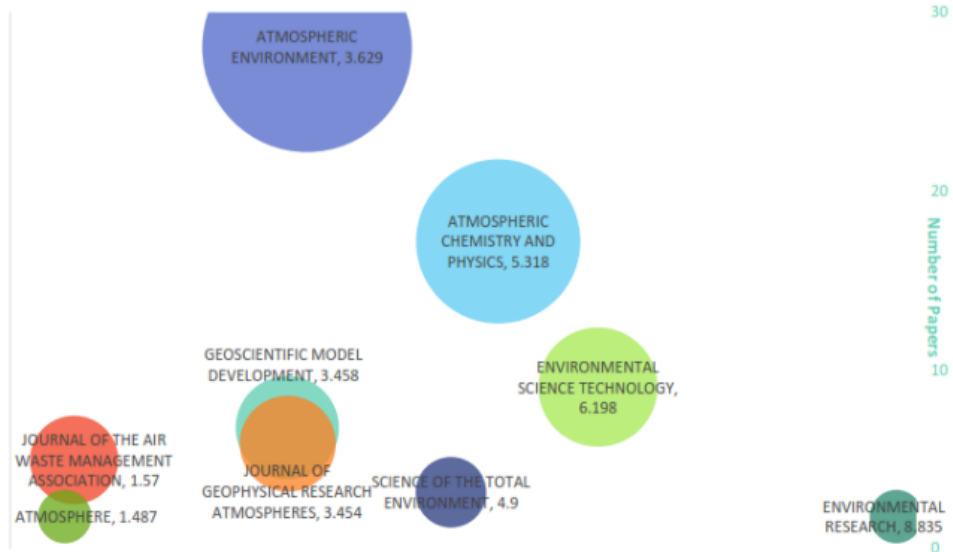 30
ATMOSPHERIC
ENVIRONMENT, 3.629
20
ATMOSPHERIC
CHEMISTRY AND
PHYSICS, 5.318
Number of Papers
GEOSCIENTIFIC MODEL
DEVELOPMENT, 3.458
ENVIRONMENTAL
SCIENCE TECHNOLOGY,
6.198
10
JOURNAL OF THE AIR
WASTE MANAGEMENT
ASSOCIATION, 1.57
JOURNAL OF
GEOPHYSICAL RESEARCH
ATMOSPHERES, 3.454
SCIENCE OF THE TOTAL
ENVIRONMENT, 4.9
ATMOSPHERE, 1.487
ENVIRONMENTAL
RESEARCH, 8.835
0